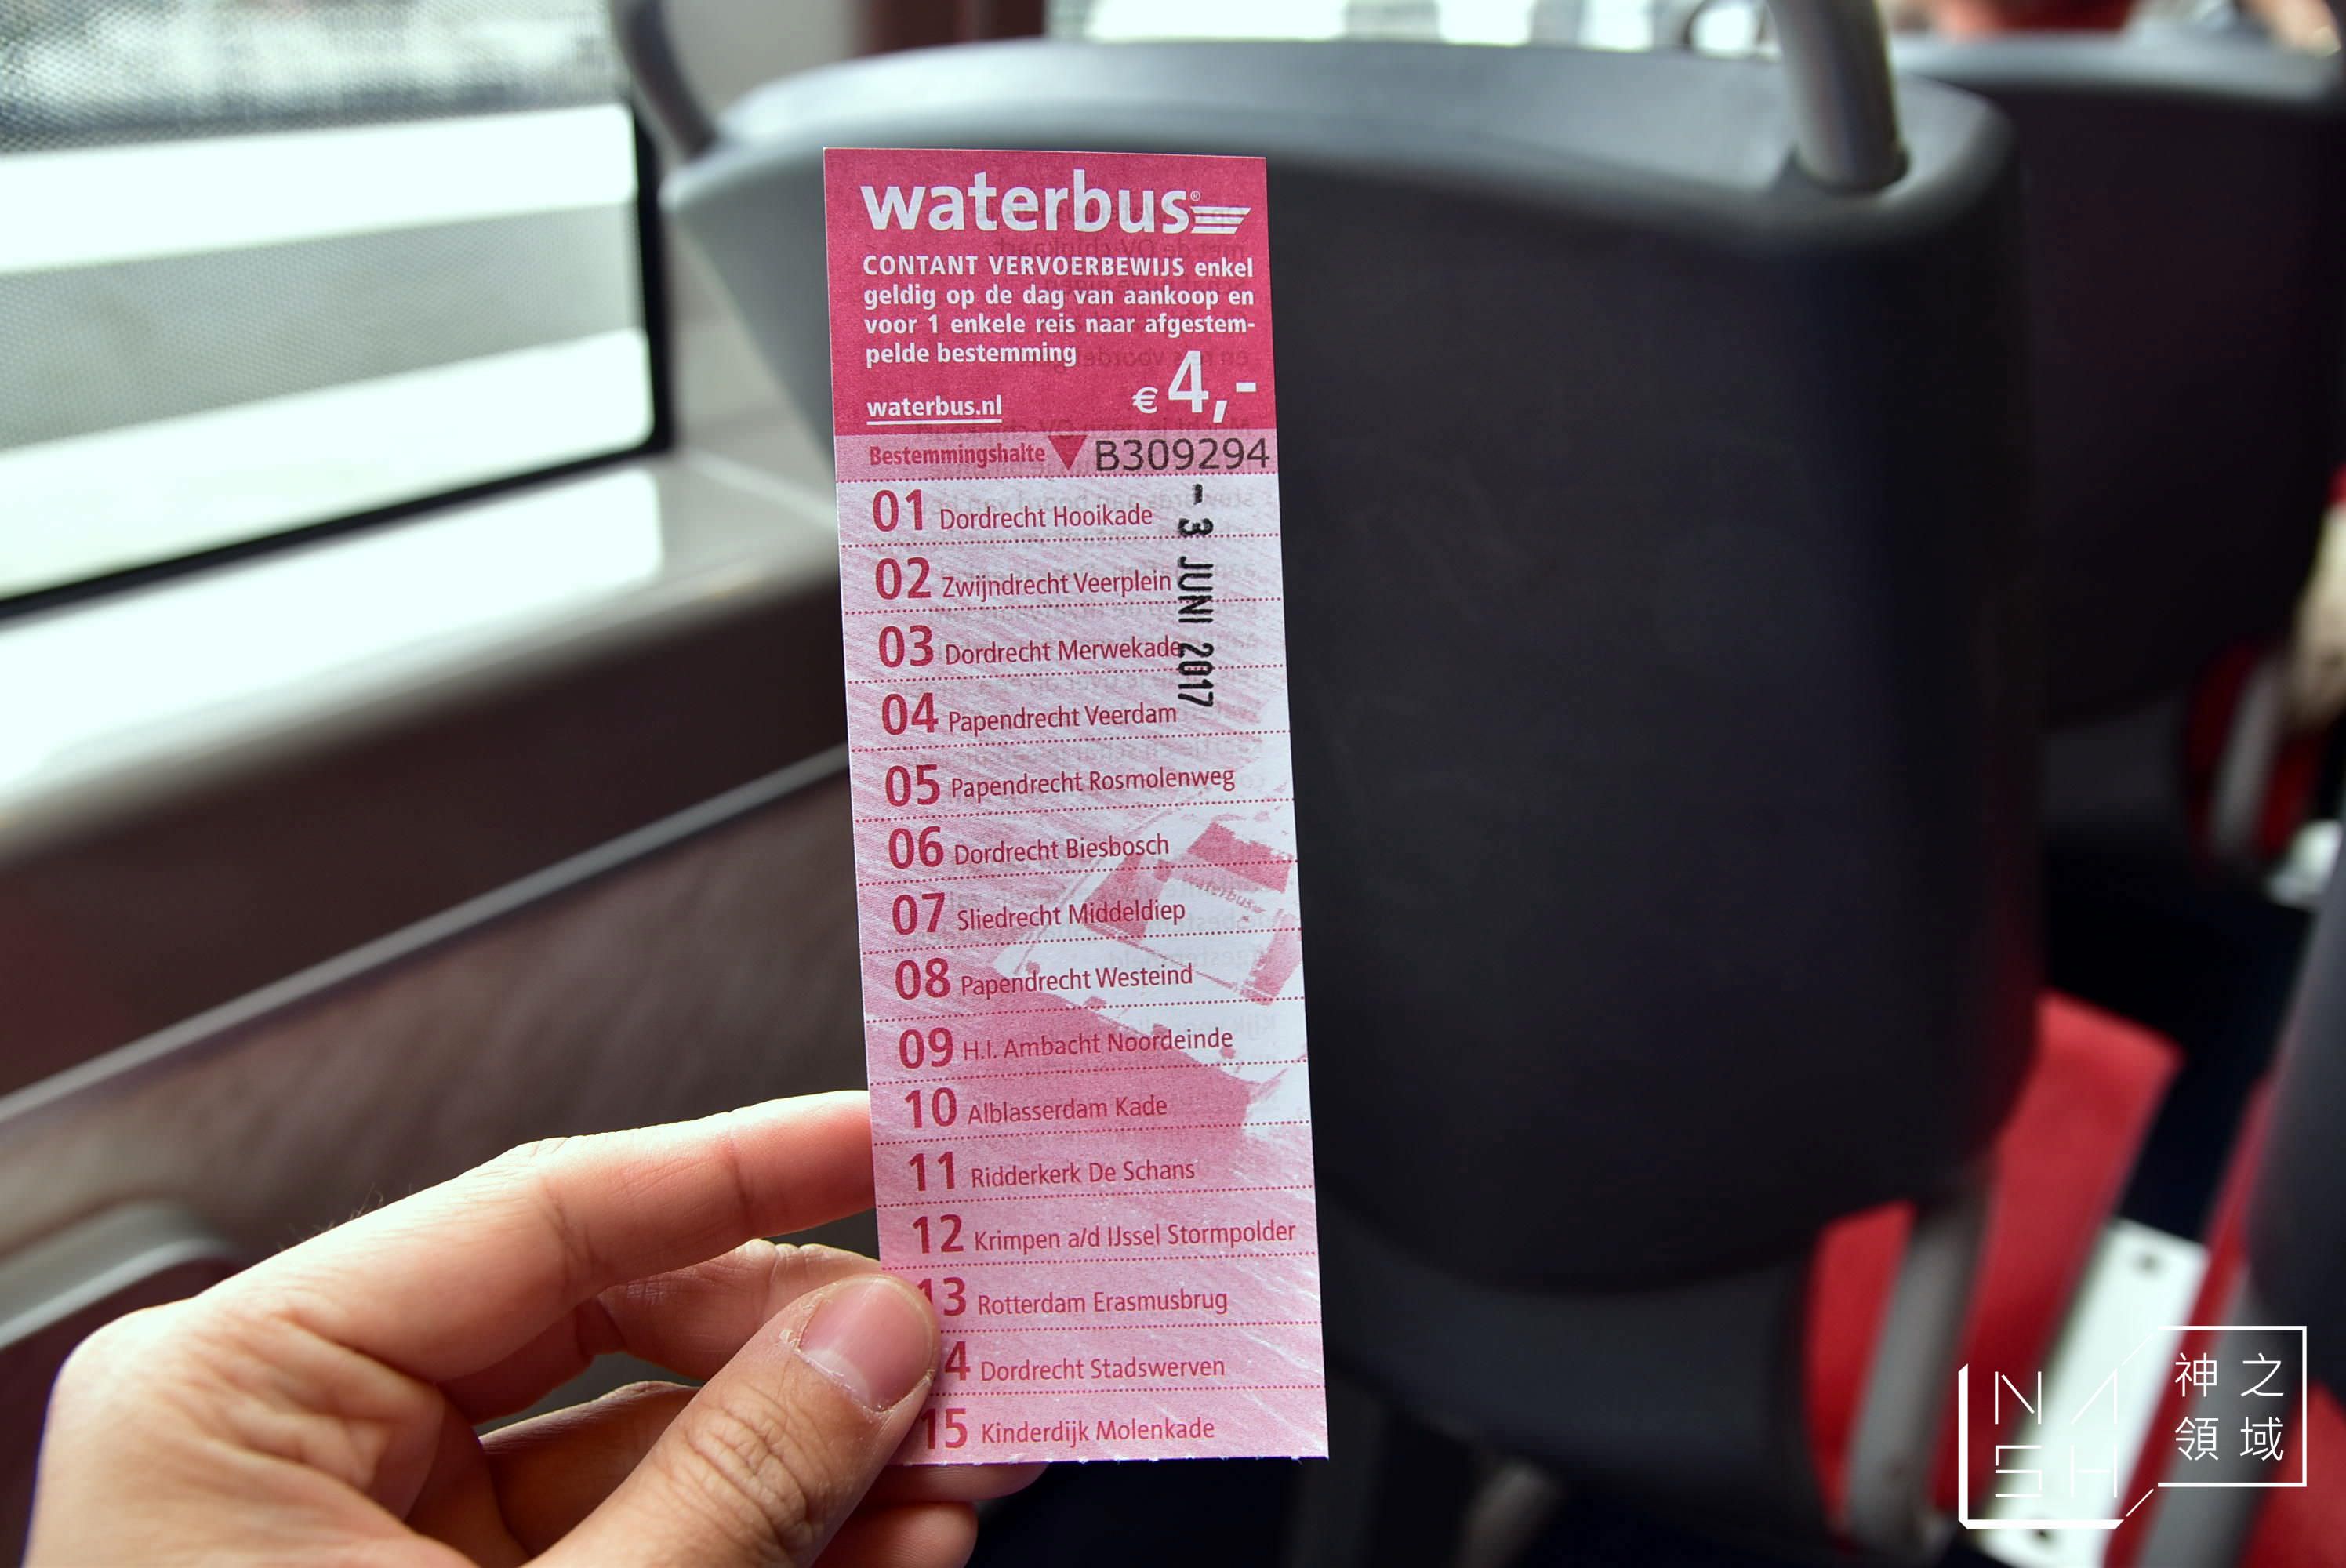 waterbus®
CONTANT VERVOERBEWIJS enkel
geldig op de dag van aankoop en
voor 1 enkele reis naar afgestem-
pelde bestemming
€ 4,-
waterbus.nl
Bestemmingshalte B309294
01 Dordrecht Hooikade
02 Zwijndrecht Veerplein
03 Dordrecht Merwekade
04 Papendrecht Veerdam
05 Papendrecht Rosmolenweg
06 Dordrecht Biesbosch
07 Sliedrecht Middeldiep
08 Papendrecht Westeind
09 H.I. Ambacht Noordeinde
10 Alblasserdam Kade
11 Ridderkerk De Schans
12 Krimpen a/d IJssel Stormpolder
13 Rotterdam Erasmusbrug
4 Dordrecht Stadswerven
15 Kinderdijk Molenkade
- 3 JUNI 2017
waterbus
NASH
神之
領域